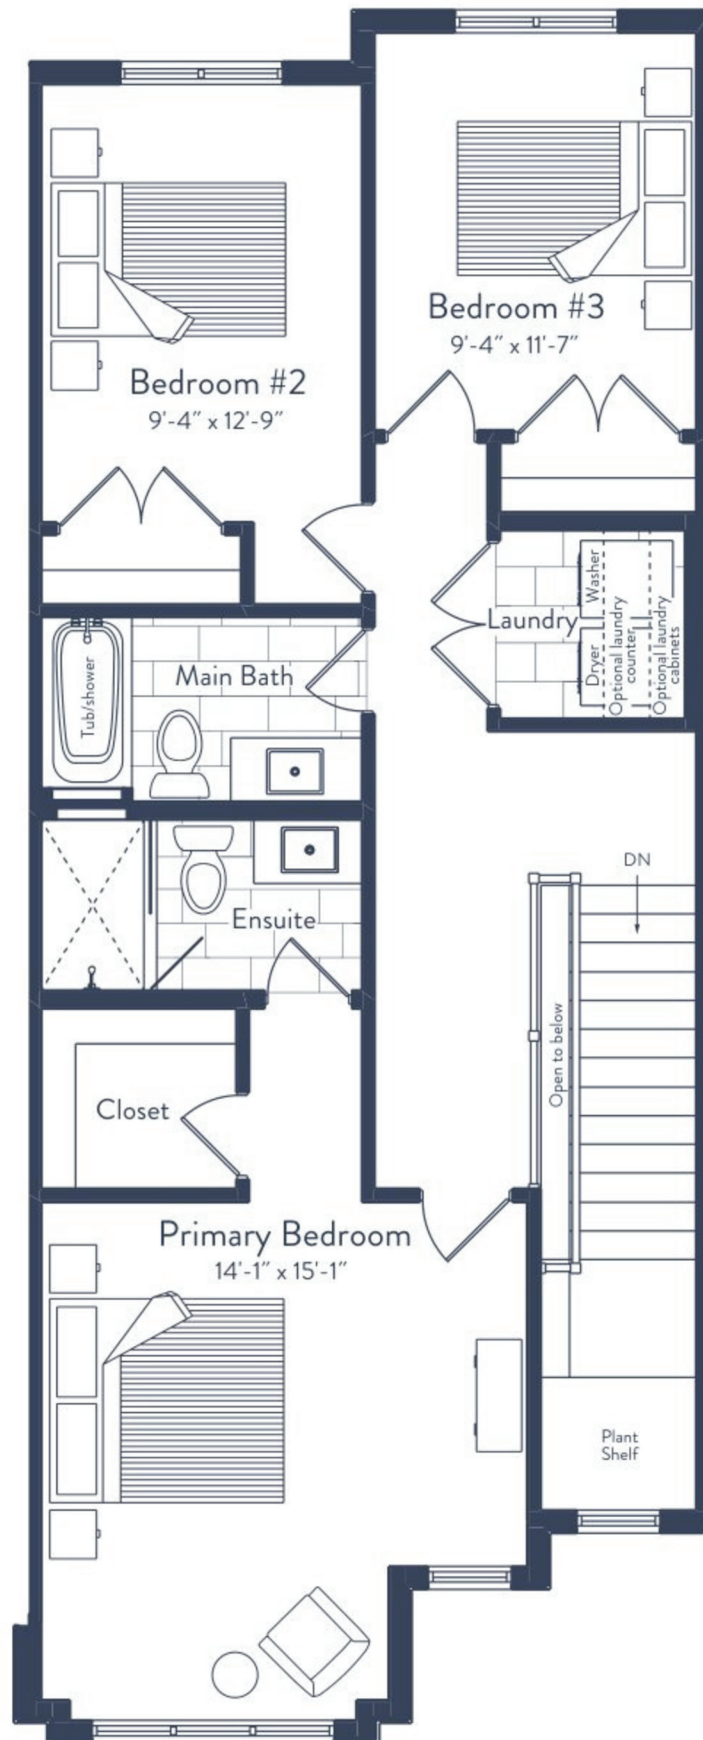 Bedroom #3
9'-4" x 11'-7"
Bedroom #2
9'-4" x 12'-9"
Laundry
Washer
Dryer
Optional laundry
counter
Optional laundry
cabinets
Main Bath
Tub/shower
DN
Ensuite
Open to below
Closet
Primary Bedroom
14'-1" x 15'-1"
Plant
Shelf